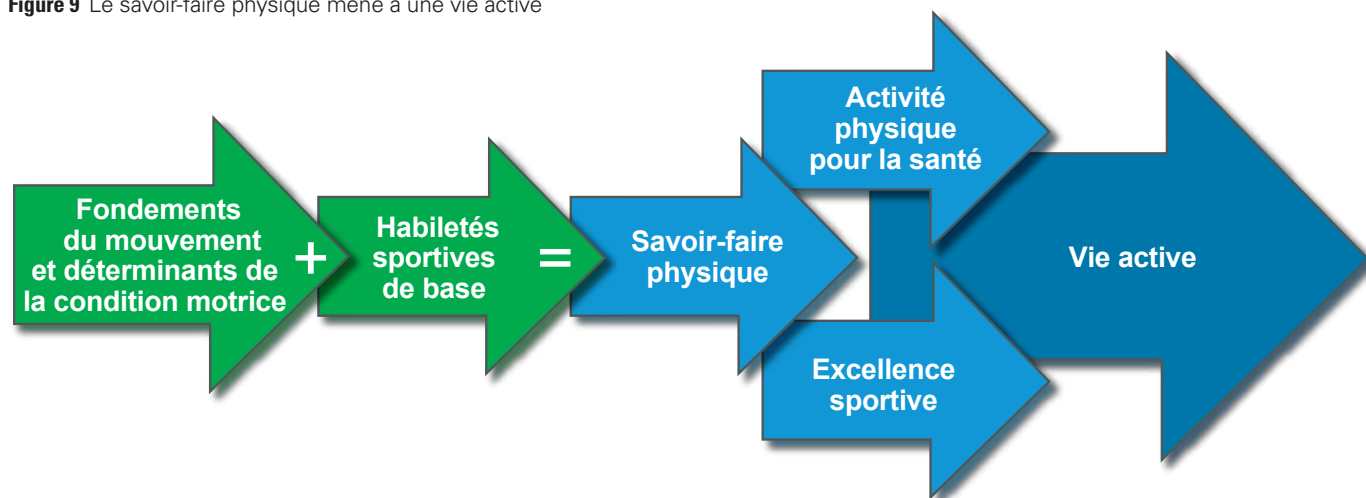 Figure 9 Le savoir-faire physique mène à une vie active
Fondements
du mouvement
et déterminants de
la condition motrice
+
Habiletés
sportives
de base
=
Savoir-faire
physique
Activité
physique
pour la santé
Excellence
sportive
Vie active